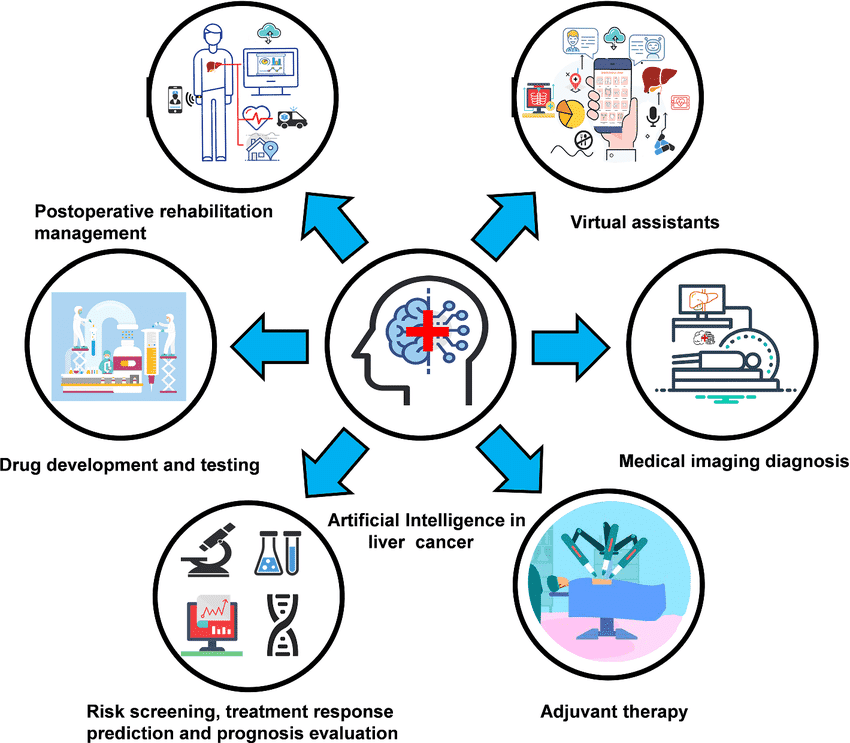 Postoperative rehabilitation
management
Virtual assistants
Drug development and testing
Medical imaging diagnosis
Artificial Intelligence in
liver cancer
Risk screening, treatment response
prediction and prognosis evaluation
Adjuvant therapy